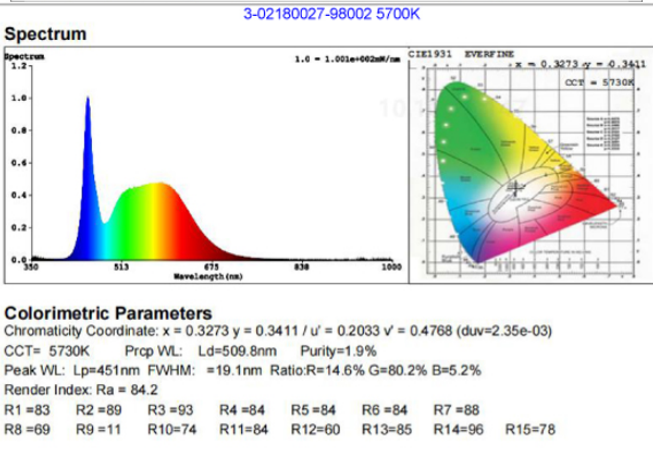 3-02180027-98002 5700K
Spectrum
Spectrum
1.0 = 1.001e+002mW/nm
1.2
1.0
0.8
0.6
0.4
0.2
0.0
350 513 675 838 1000
Wavelength(nm)
CIE1931 EVERFINE
x = 0.3273 y = 0.3411
CCT = 5730K
Colorimetric Parameters
Chromaticity Coordinate: x = 0.3273 y = 0.3411 / u' = 0.2033 v' = 0.4768 (duv=2.35e-03)
CCT= 5730K Prcp WL: Ld=509.8nm Purity=1.9%
Peak WL: Lp=451nm FWHM: =19.1nm Ratio:R=14.6% G=80.2% B=5.2%
Render Index: Ra = 84.2
R1 =83 R2 =89 R3 =93 R4 =84 R5 =84 R6 =84 R7 =88
R8 =69 R9 =11 R10=74 R11=84 R12=60 R13=85 R14=96 R15=78